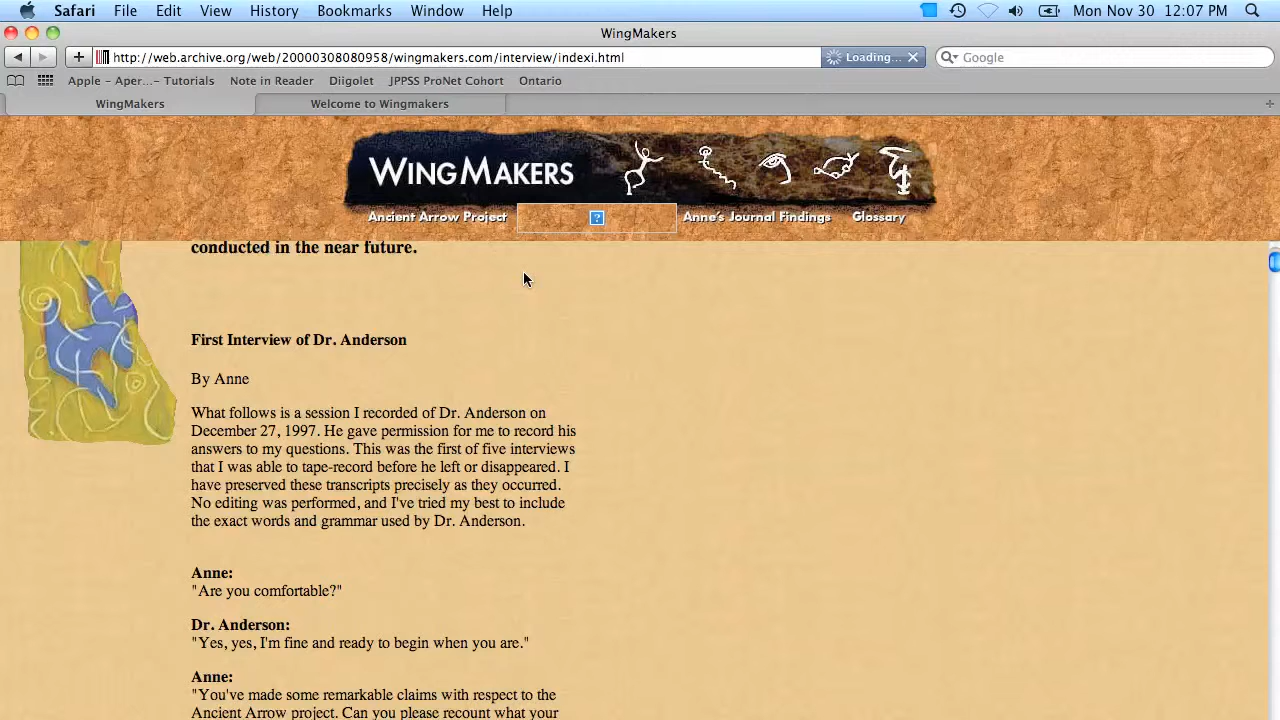 Safari File Edit View History Bookmarks Window Help Mon Nov 30 12:07 PM
WingMakers
http://web.archive.org/web/20000308080958/wingmakers.com/interview/indexi.html Loading... Google
Apple – Aper... – Tutorials Note in Reader Diigolet JPPSS ProNet Cohort Ontario
WingMakers Welcome to Wingmakers
WINGMAKERS
Ancient Arrow Project ? Anne's Journal Findings Glossary
conducted in the near future.
First Interview of Dr. Anderson
By Anne
What follows is a session I recorded of Dr. Anderson on
December 27, 1997. He gave permission for me to record his
answers to my questions. This was the first of five interviews
that I was able to tape-record before he left or disappeared. I
have preserved these transcripts precisely as they occurred.
No editing was performed, and I've tried my best to include
the exact words and grammar used by Dr. Anderson.
Anne:
"Are you comfortable?"
Dr. Anderson:
"Yes, yes, I'm fine and ready to begin when you are."
Anne:
"You've made some remarkable claims with respect to the
Ancient Arrow project. Can you please recount what your